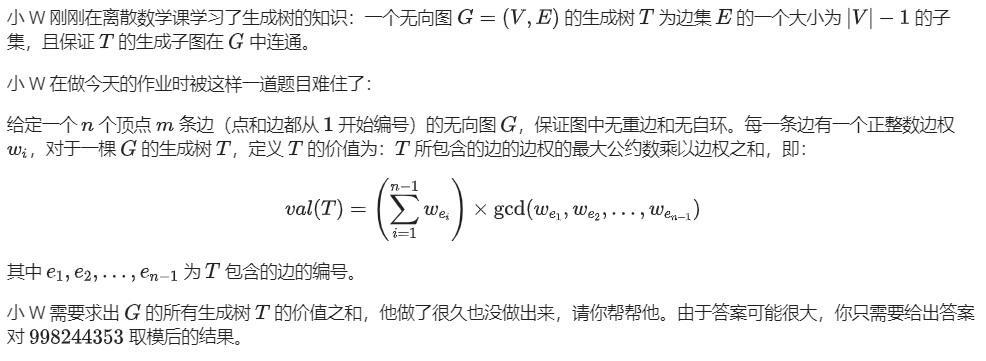 小 W 刚刚在离散数学课学习了生成树的知识：一个无向图 G = (V, E) 的生成树 T 为边集 E 的一个大小为 |V| − 1 的子
集，且保证 T 的生成子图在 G 中连通。
小 W 在做今天的作业时被这样一道题目难住了：
给定一个 n 个顶点 m 条边（点和边都从 1 开始编号）的无向图 G，保证图中无重边和无自环。每一条边有一个正整数边权
w_i，对于一棵 G 的生成树 T，定义 T 的价值为：T 所包含的边的边权的最大公约数乘以边权之和，即：
val(T) = (\sum_{i=1}^{n-1} w_{e_i}) × gcd(w_{e_1}, w_{e_2}, . . . , w_{e_{n-1}})
其中 e_1, e_2, . . . , e_{n-1} 为 T 包含的边的编号。
小 W 需要求出 G 的所有生成树 T 的价值之和，他做了很久也没做出来，请你帮帮他。由于答案可能很大，你只需要给出答案
对 998244353 取模后的结果。